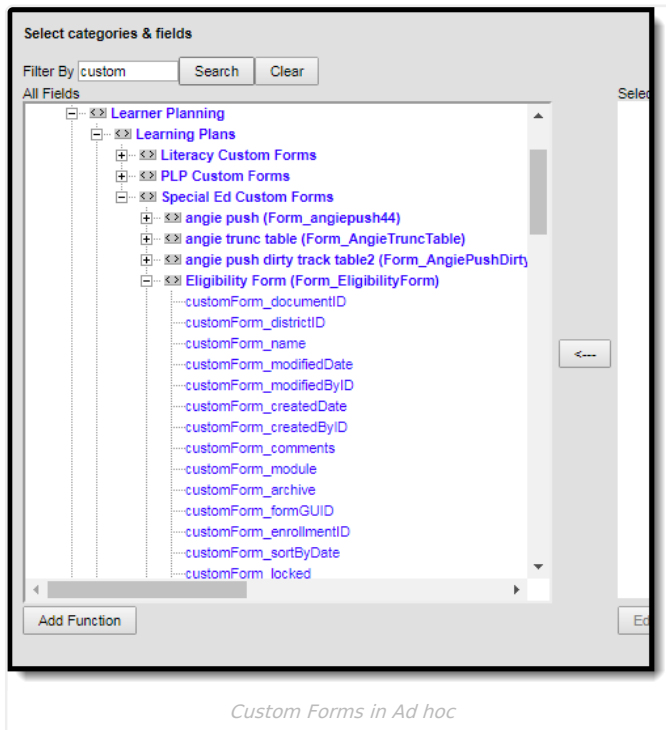 Select categories & fields
Filter By custom Search Clear
All Fields Selec
Learner Planning
Learning Plans
Literacy Custom Forms
PLP Custom Forms
Special Ed Custom Forms
angie push (Form_angiepush44)
angie trunc table (Form_AngieTruncTable)
angie push dirty track table2 (Form_AngiePushDirty
Eligibility Form (Form_EligibilityForm)
customForm_documentID
customForm_districtID
customForm_name
customForm_modifiedDate
customForm_modifiedByID
<---
customForm_createdDate
customForm_createdByID
customForm_comments
customForm_module
customForm_archive
customForm_formGUID
customForm_enrollmentID
customForm_sortByDate
customForm_locked
Add Function Ed
Custom Forms in Ad hoc